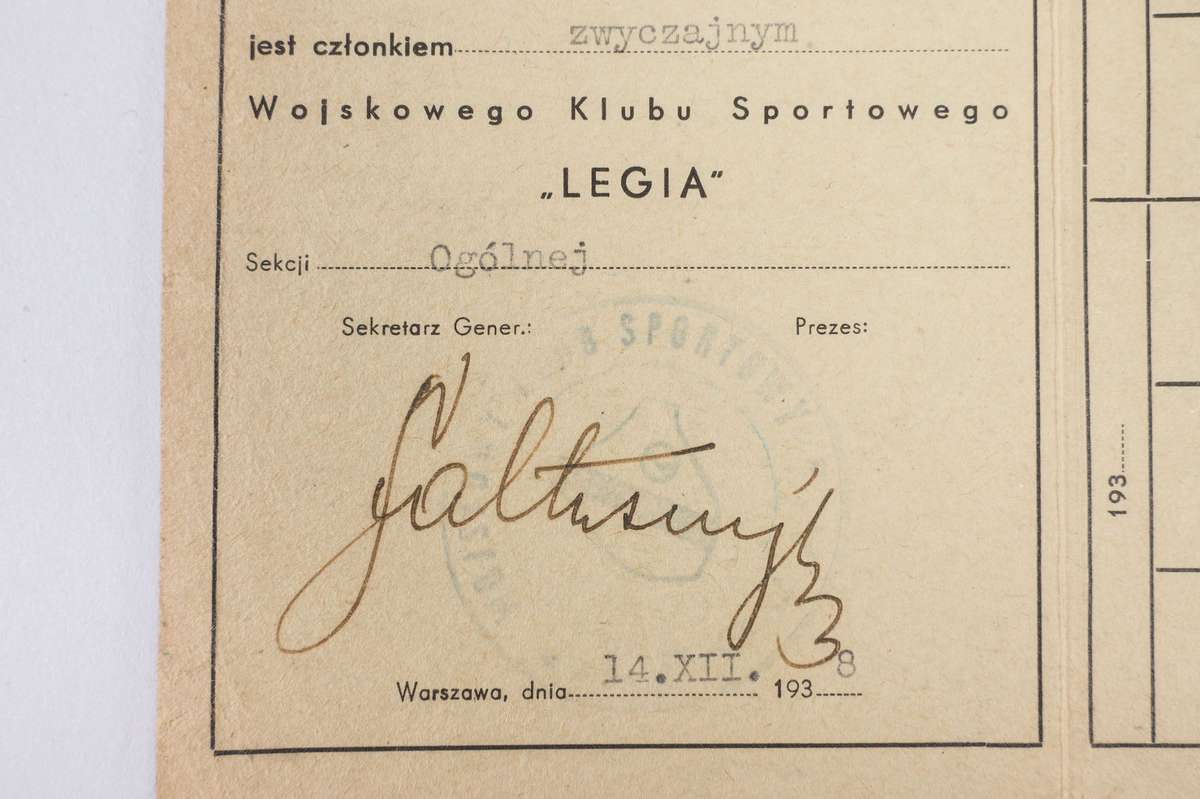 jest członkiem zwyczajnym
Wojskowego Klubu Sportowego
„LEGIA"
Sekcji Ogólnej
Sekretarz Gener.: Prezes:
SPORTOWY
14.XII. 8
Warszawa, dnia 193
193